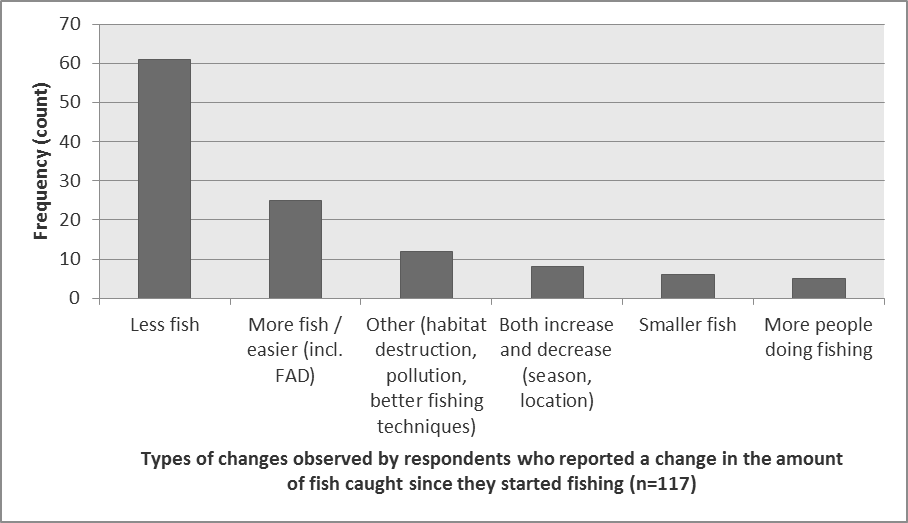 70
60
50
40
30
20
10
0
Frequency (count)
Less fish
More fish /
easier (incl.
FAD)
Other (habitat
destruction,
pollution,
better fishing
techniques)
Both increase
and decrease
(season,
location)
Smaller fish
More people
doing fishing
Types of changes observed by respondents who reported a change in the amount
of fish caught since they started fishing (n=117)